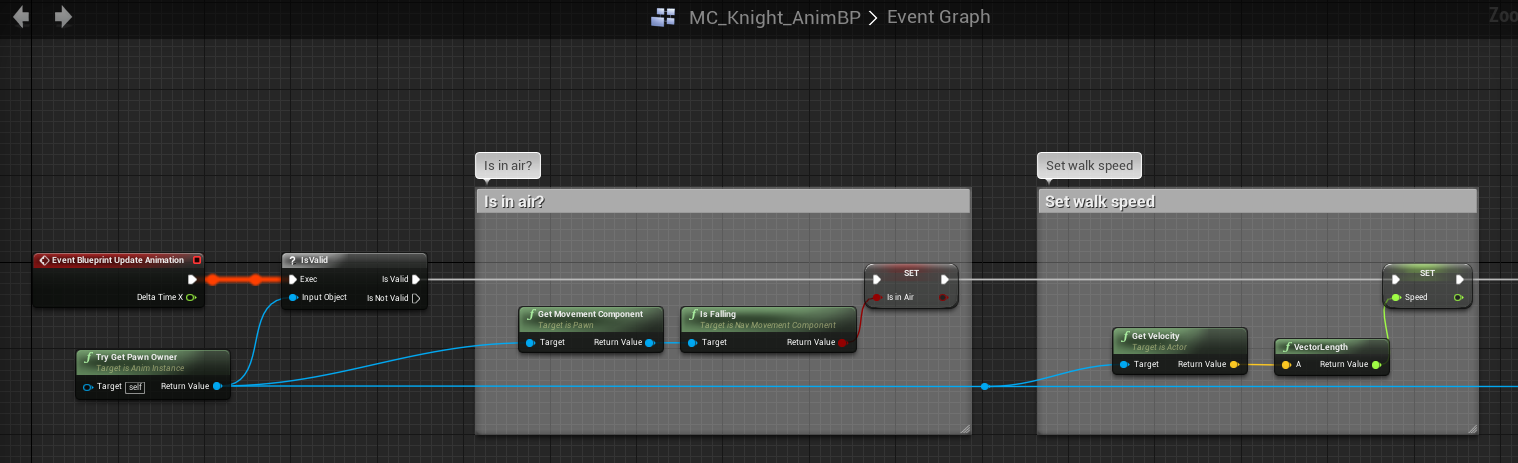 MC_Knight_AnimBP > Event Graph
Zoo
Is in air?
Set walk speed
Is in air?
Set walk speed
Event Blueprint Update Animation
Delta Time X
? IsValid
Exec
Is Valid
Input Object
Is Not Valid
f Try Get Pawn Owner
Target is Anim Instance
Target self
Return Value
f Get Movement Component
Target is Pawn
Target
Return Value
f Is Falling
Target is Nav Movement Component
Target
Return Value
SET
Is in Air
f Get Velocity
Target is Actor
Target
Return Value
f VectorLength
A
Return Value
SET
Speed